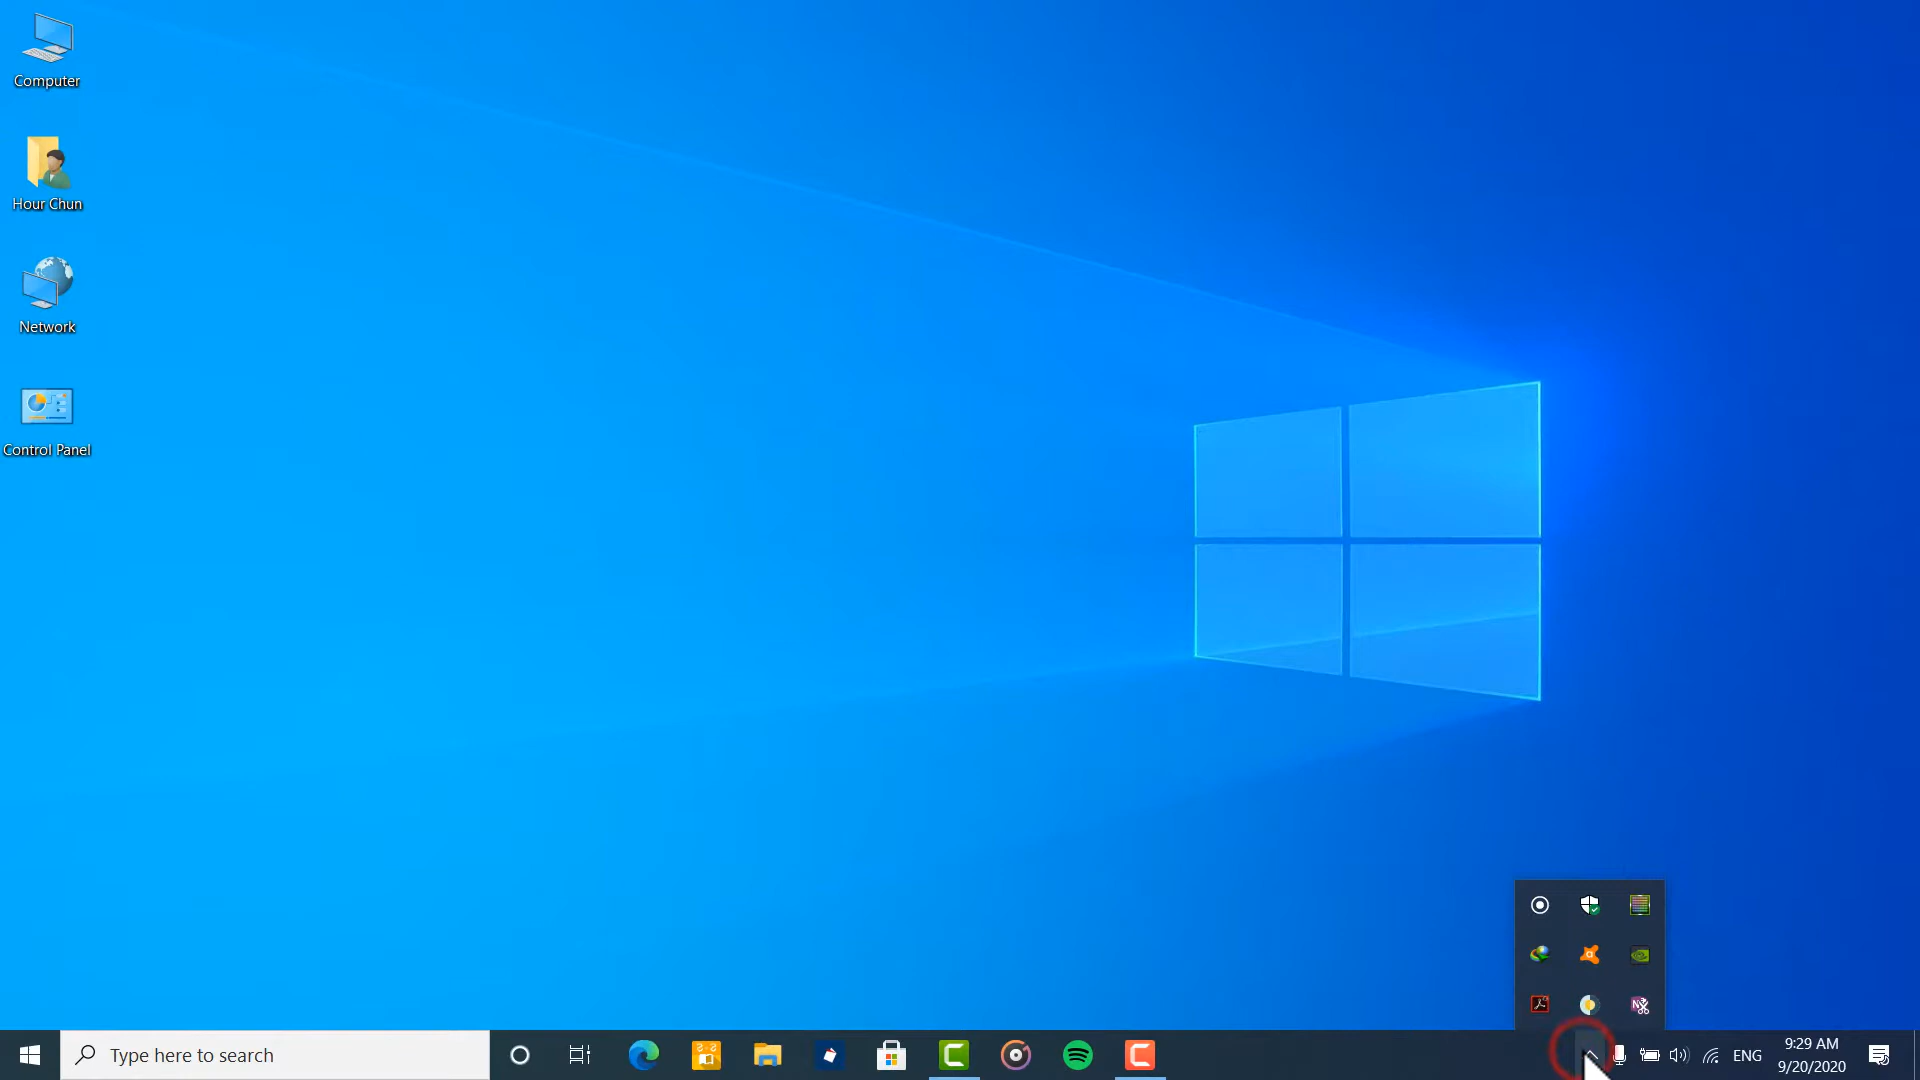 Computer
Hour Chun
Network
Control Panel
Type here to search
ENG
9:29 AM
9/20/2020